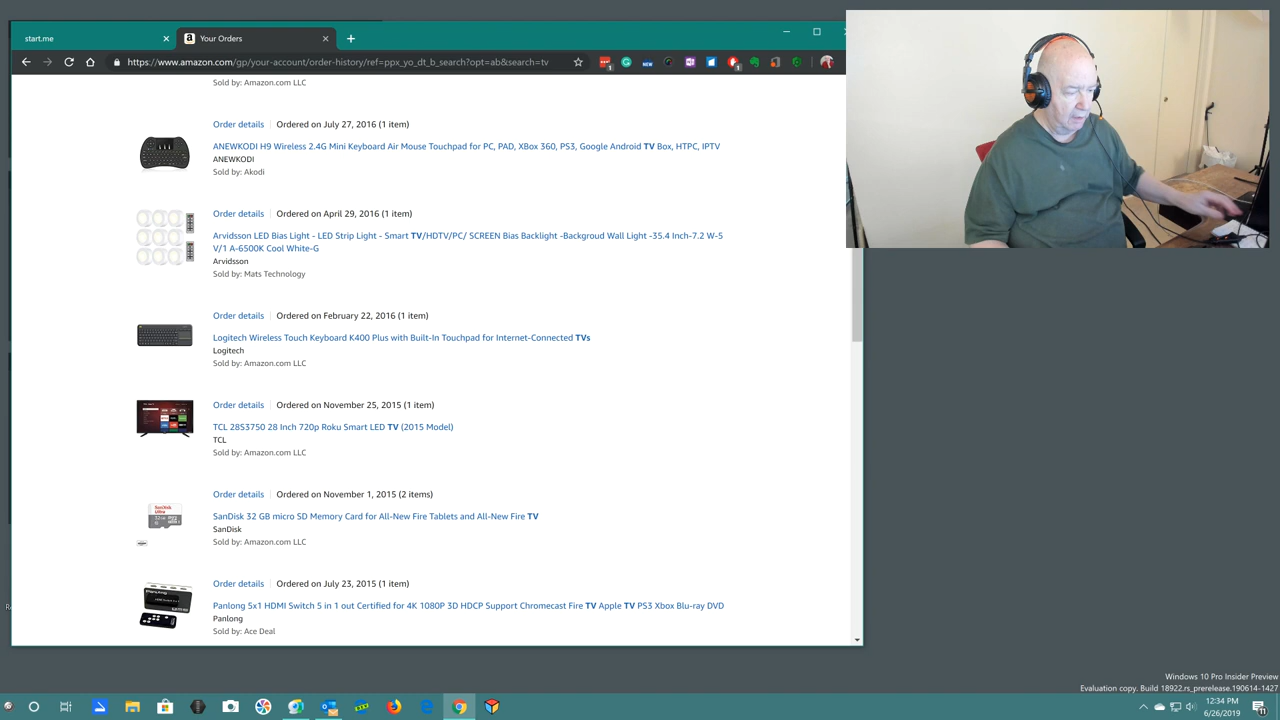 start.me
Your Orders
https://www.amazon.com/gp/your-account/order-history/ref=ppx_yo_dt_b_search?opt=ab&search=tv
Sold by: Amazon.com LLC
Order details Ordered on July 27, 2016 (1 item)
ANEWKODI H9 Wireless 2.4G Mini Keyboard Air Mouse Touchpad for PC, PAD, XBox 360, PS3, Google Android TV Box, HTPC, IPTV
ANEWKODI
Sold by: Akodi
Order details Ordered on April 29, 2016 (1 item)
Arvidsson LED Bias Light - LED Strip Light - Smart TV/HDTV/PC/ SCREEN Bias Backlight -Backgroud Wall Light -35.4 Inch-7.2 W-5
V/1 A-6500K Cool White-G
Arvidsson
Sold by: Mats Technology
Order details Ordered on February 22, 2016 (1 item)
Logitech Wireless Touch Keyboard K400 Plus with Built-In Touchpad for Internet-Connected TVs
Logitech
Sold by: Amazon.com LLC
Order details Ordered on November 25, 2015 (1 item)
TCL 28S3750 28 Inch 720p Roku Smart LED TV (2015 Model)
TCL
Sold by: Amazon.com LLC
Order details Ordered on November 1, 2015 (2 items)
SanDisk 32 GB micro SD Memory Card for All-New Fire Tablets and All-New Fire TV
SanDisk
Sold by: Amazon.com LLC
Order details Ordered on July 23, 2015 (1 item)
Panlong 5x1 HDMI Switch 5 in 1 out Certified for 4K 1080P 3D HDCP Support Chromecast Fire TV Apple TV PS3 Xbox Blu-ray DVD
Panlong
Sold by: Ace Deal
Windows 10 Pro Insider Preview
Evaluation copy. Build 18922.rs_prerelease.190614-1427
12:34 PM
6/26/2019